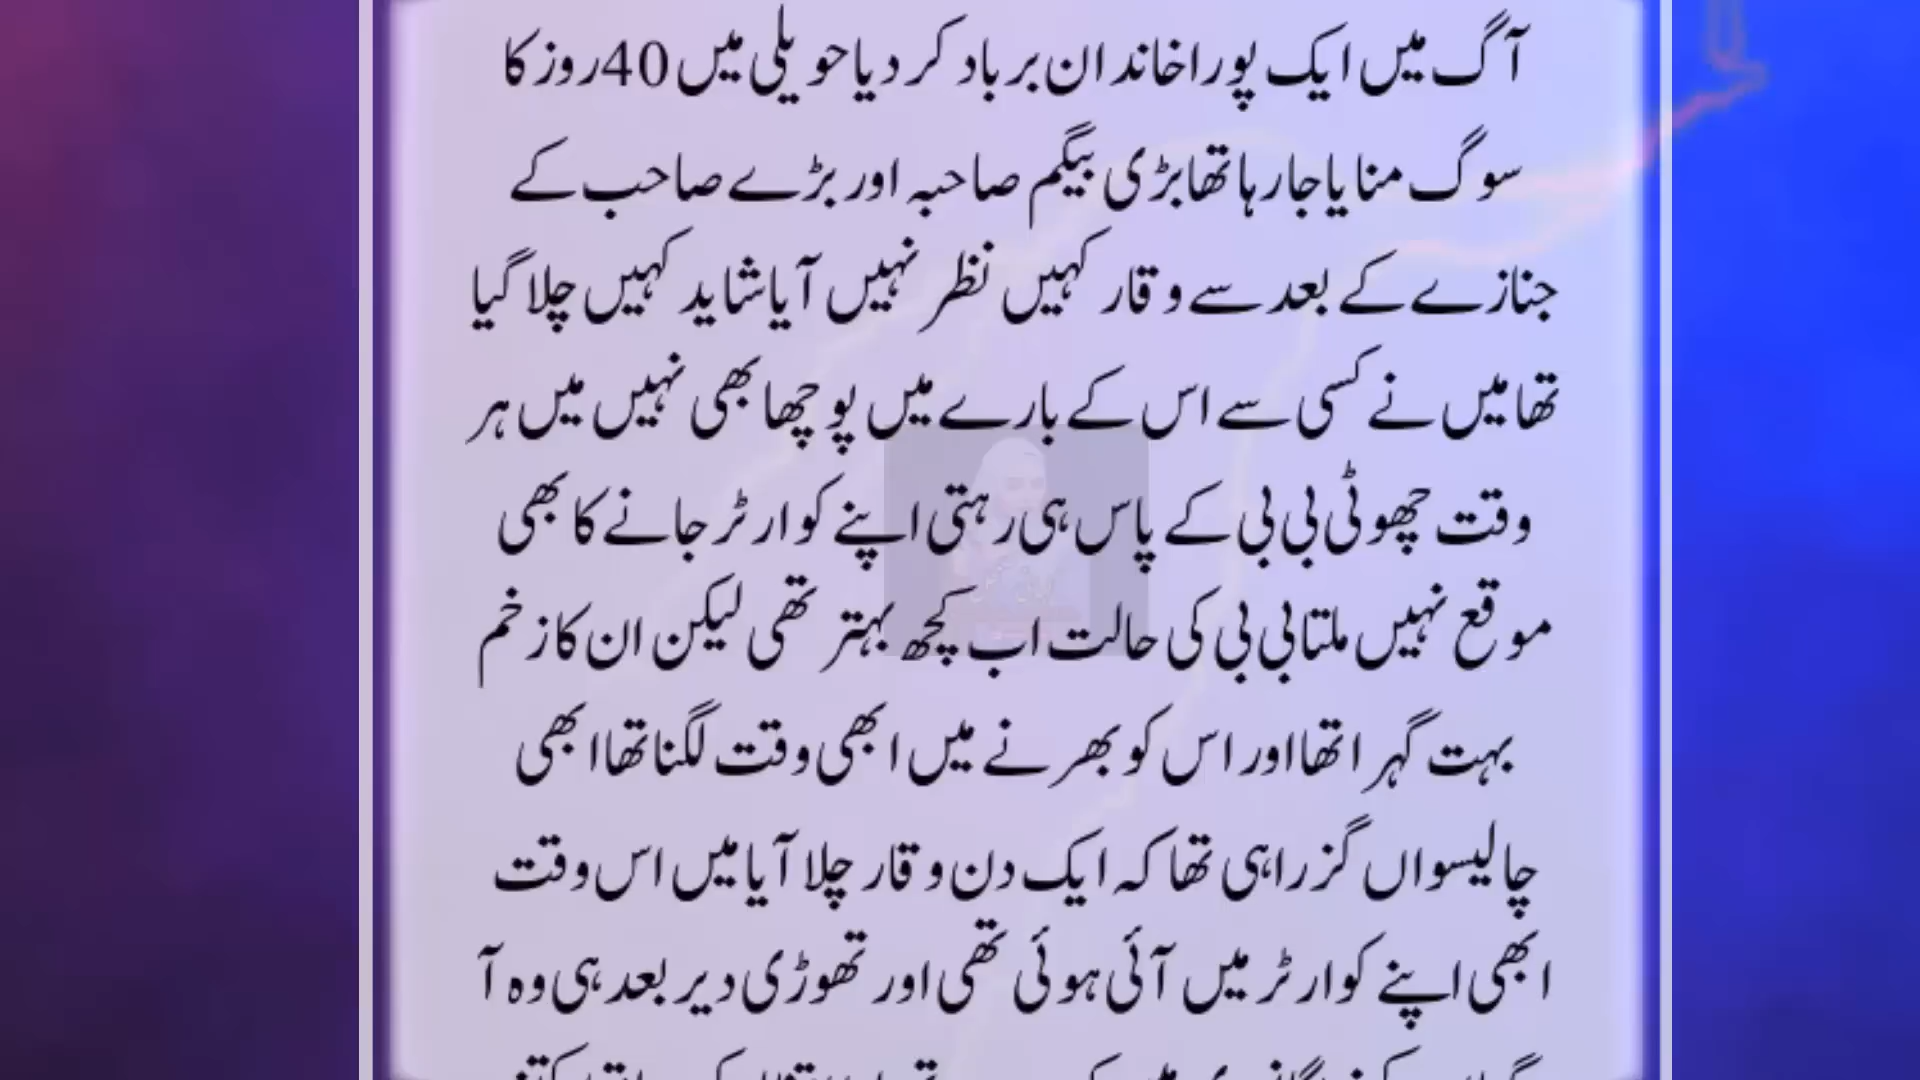 آگ میں ایک پورا خاندان برباد کر دیا حویلی میں 40 روز کا
سوگ منایا جا رہا تھا بڑی بیگم صاحبہ اور بڑے صاحب کے
جنازے کے بعد سے وقار کہیں نظر نہیں آیا شاید کہیں چلا گیا
تھا میں نے کسی سے اس کے بارے میں پوچھا بھی نہیں میں ہر
وقت چھوٹی بی بی کے پاس ہی رہتی اپنے کوارٹر جانے کا بھی
موقع نہیں ملتا بی بی کی حالت اب کچھ بہتر تھی لیکن ان کا زخم
بہت گہرا تھا اور اس کو بھرنے میں ابھی وقت لگنا تھا ابھی
چالیسواں گزرا ہی تھا کہ ایک دن وقار چلا آیا میں اس وقت
ابھی اپنے کوارٹر میں آئی ہوئی تھی اور تھوڑی دیر بعد ہی وہ آ